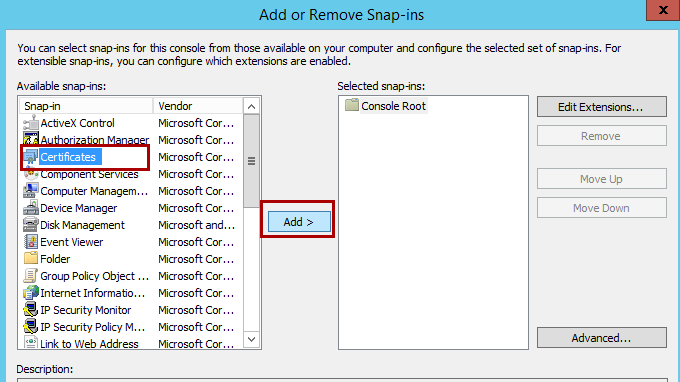 Add or Remove Snap-ins
You can select snap-ins for this console from those available on your computer and configure the selected set of snap-ins. For
extensible snap-ins, you can configure which extensions are enabled.
Available snap-ins:
Snap-in Vendor
ActiveX Control Microsoft Cor...
Authorization Manager Microsoft Cor...
Certificates Microsoft Cor...
Component Services Microsoft Cor...
Computer Managem... Microsoft Cor...
Device Manager Microsoft Cor...
Disk Management Microsoft and...
Event Viewer Microsoft Cor...
Folder Microsoft Cor...
Group Policy Object ... Microsoft Cor...
Internet Informatio... Microsoft Cor...
IP Security Monitor Microsoft Cor...
IP Security Policy M... Microsoft Cor...
Link to Web Address Microsoft Cor...
Add >
Selected snap-ins:
Console Root
Edit Extensions...
Remove
Move Up
Move Down
Advanced...
Description: